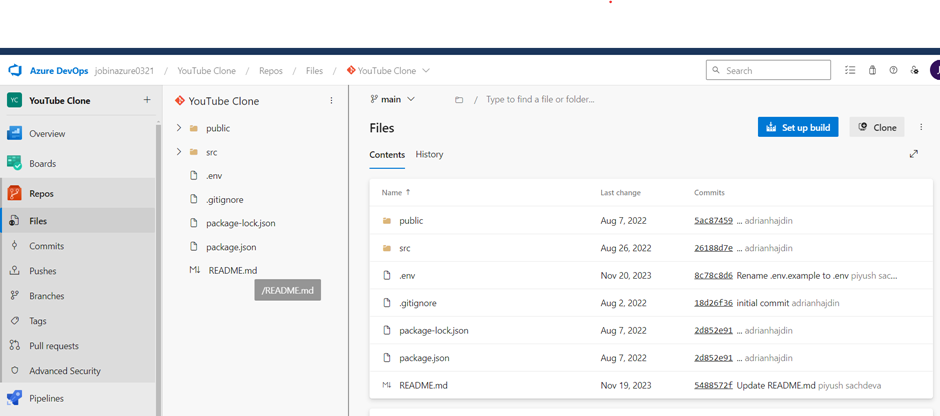 Azure DevOps jobinazure0321 / YouTube Clone / Repos / Files / YouTube Clone
Search
YC YouTube Clone +
Overview
Boards
Repos
Files
Commits
Pushes
Branches
Tags
Pull requests
Advanced Security
Pipelines
YouTube Clone
public
src
.env
.gitignore
package-lock.json
package.json
M↓ README.md
/README.md
main / Type to find a file or folder...
Files
Set up build
Clone
Contents History
Name ↑ Last change Commits
public Aug 7, 2022 5ac87459 ... adrianhajdin
src Aug 26, 2022 26188d7e ... adrianhajdin
.env Nov 20, 2023 8c78c8d6 Rename .env.example to .env piyush sac...
.gitignore Aug 2, 2022 18d26f36 initial commit adrianhajdin
package-lock.json Aug 7, 2022 2d852e91 ... adrianhajdin
package.json Aug 7, 2022 2d852e91 ... adrianhajdin
M↓ README.md Nov 19, 2023 5488572f Update README.md piyush sachdeva